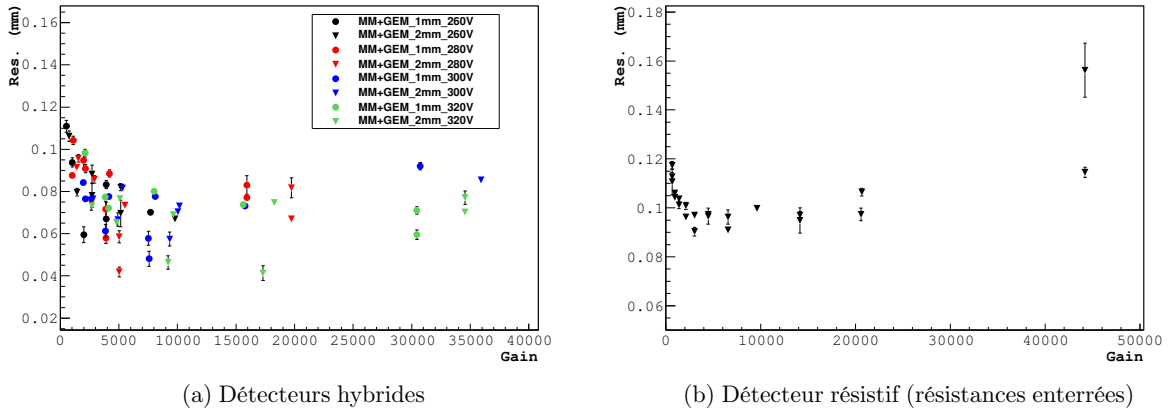 Res. (mm)
0.16
0.14
0.12
0.1
0.08
0.06
0.04
0.02
0
5000
10000
15000
20000
25000
30000
35000
40000
Gain
MM+GEM_1mm_260V
MM+GEM_2mm_260V
MM+GEM_1mm_280V
MM+GEM_2mm_280V
MM+GEM_1mm_300V
MM+GEM_2mm_300V
MM+GEM_1mm_320V
MM+GEM_2mm_320V
(a) Détecteurs hybrides
Res. (mm)
0.18
0.16
0.14
0.12
0.1
0.08
0.06
0
10000
20000
30000
40000
50000
Gain
(b) Détecteur résistif (résistances enterrées)